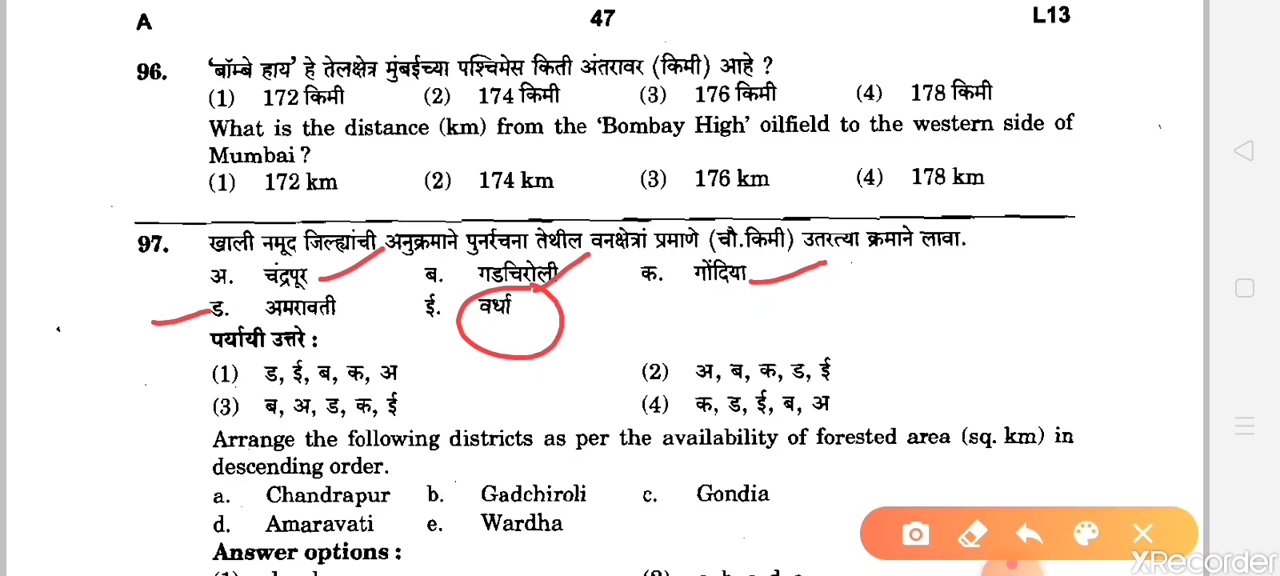 A 47 L13
96. 'बॉम्बे हाय' हे तेलक्षेत्र मुंबईच्या पश्चिमेस किती अंतरावर (किमी) आहे ?
(1) 172 किमी (2) 174 किमी (3) 176 किमी (4) 178 किमी
What is the distance (km) from the 'Bombay High' oilfield to the western side of
Mumbai ?
(1) 172 km (2) 174 km (3) 176 km (4) 178 km
97. खाली नमूद जिल्ह्यांची अनुक्रमाने पुनर्रचना तेथील वनक्षेत्रां प्रमाणे (चौ.किमी) उतरत्या क्रमाने लावा.
अ. चंद्रपूर ब. गडचिरोली क. गोंदिया
ड. अमरावती ई. वर्धा
पर्यायी उत्तरे :
(1) ड, ई, ब, क, अ (2) अ, ब, क, ड, ई
(3) ब, अ, ड, क, ई (4) क, ड, ई, ब, अ
Arrange the following districts as per the availability of forested area (sq. km) in
descending order.
a. Chandrapur b. Gadchiroli c. Gondia
d. Amaravati e. Wardha
Answer options :
XRecorder